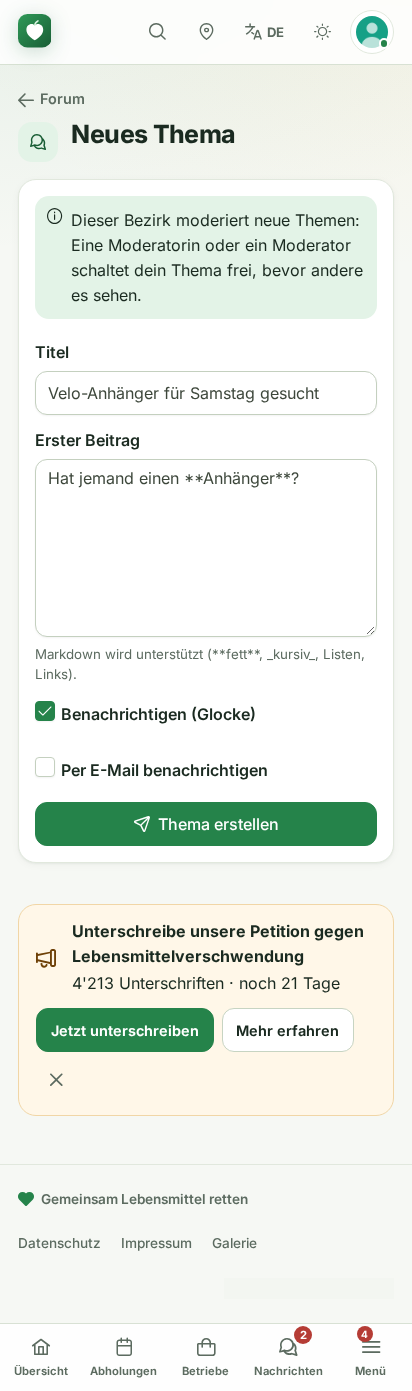 DE
Forum
Neues Thema
Dieser Bezirk moderiert neue Themen:
Eine Moderatorin oder ein Moderator
schaltet dein Thema frei, bevor andere
es sehen.
Titel
Velo-Anhänger für Samstag gesucht
Erster Beitrag
Hat jemand einen **Anhänger**?
Markdown wird unterstützt (**fett**, _kursiv_, Listen,
Links).
Benachrichtigen (Glocke)
Per E-Mail benachrichtigen
Thema erstellen
Unterschreibe unsere Petition gegen
Lebensmittelverschwendung
4'213 Unterschriften · noch 21 Tage
Jetzt unterschreiben Mehr erfahren
Gemeinsam Lebensmittel retten
Datenschutz Impressum Galerie
2 4
Übersicht Abholungen Betriebe Nachrichten Menü